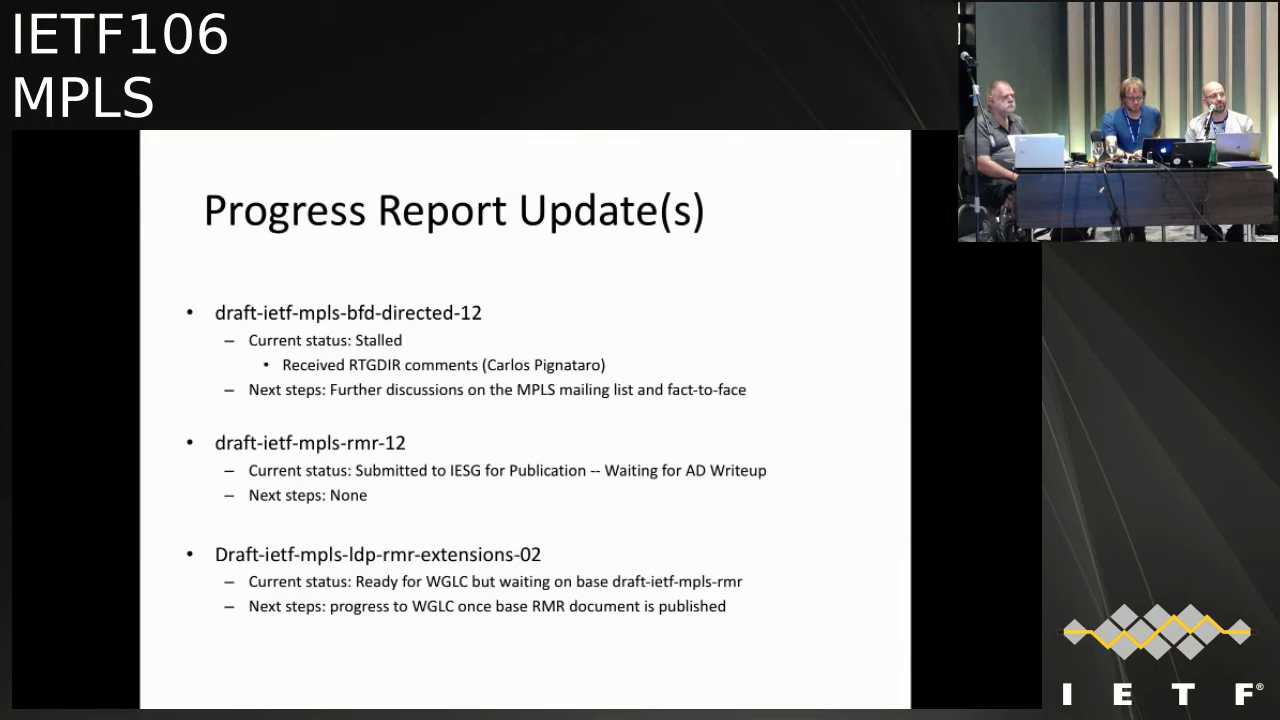 IETF106
MPLS
Progress Report Update(s)
• draft-ietf-mpls-bfd-directed-12
– Current status: Stalled
• Received RTGDIR comments (Carlos Pignataro)
– Next steps: Further discussions on the MPLS mailing list and fact-to-face
• draft-ietf-mpls-rmr-12
– Current status: Submitted to IESG for Publication -- Waiting for AD Writeup
– Next steps: None
• Draft-ietf-mpls-ldp-rmr-extensions-02
– Current status: Ready for WGLC but waiting on base draft-ietf-mpls-rmr
– Next steps: progress to WGLC once base RMR document is published
I E T F®